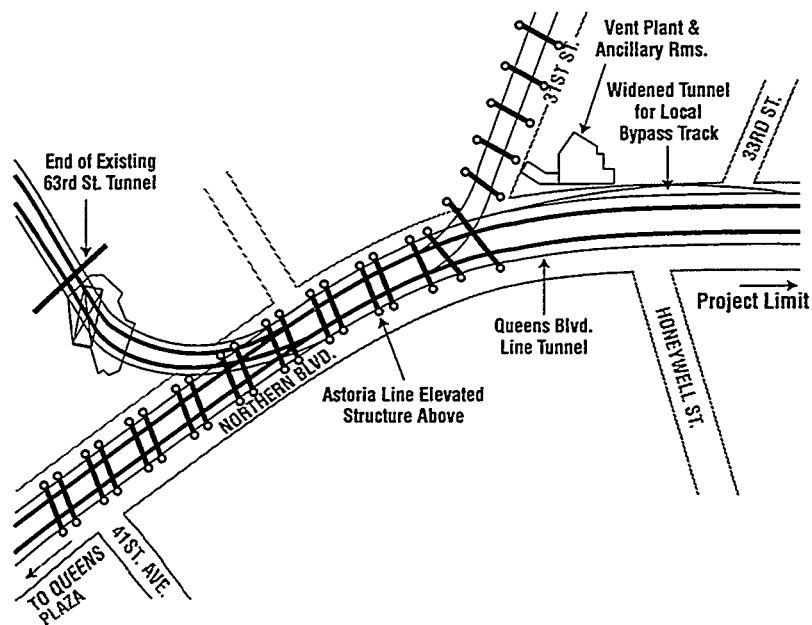 Vent Plant &
Ancillary Rms.
31ST ST.
Widened Tunnel
for Local
Bypass Track
33RD ST.
End of Existing
63rd St. Tunnel
Project Limit
Queens Blvd.
Line Tunnel
HONEYWELL ST.
NORTHERN BLVD.
Astoria Line Elevated
Structure Above
41ST. AVE.
TO QUEENS
PLAZA